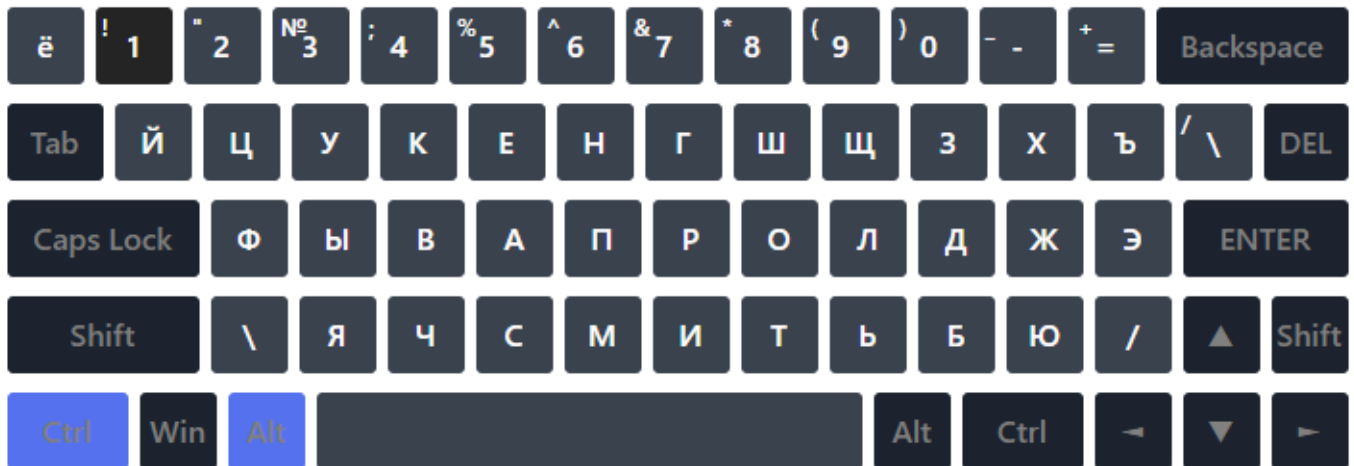 ё ! 1 " 2 № 3 ; 4 % 5 ^ 6 & 7 * 8 ( 9 ) 0 _ - + = Backspace
Tab Й Ц У К Е Н Г Ш Щ З Х Ъ / \ DEL
Caps Lock Ф Ы В А П Р О Л Д Ж Э ENTER
Shift \ Я Ч С М И Т Ь Б Ю / ▲ Shift
Ctrl Win Alt Alt Ctrl ◄ ▼ ►